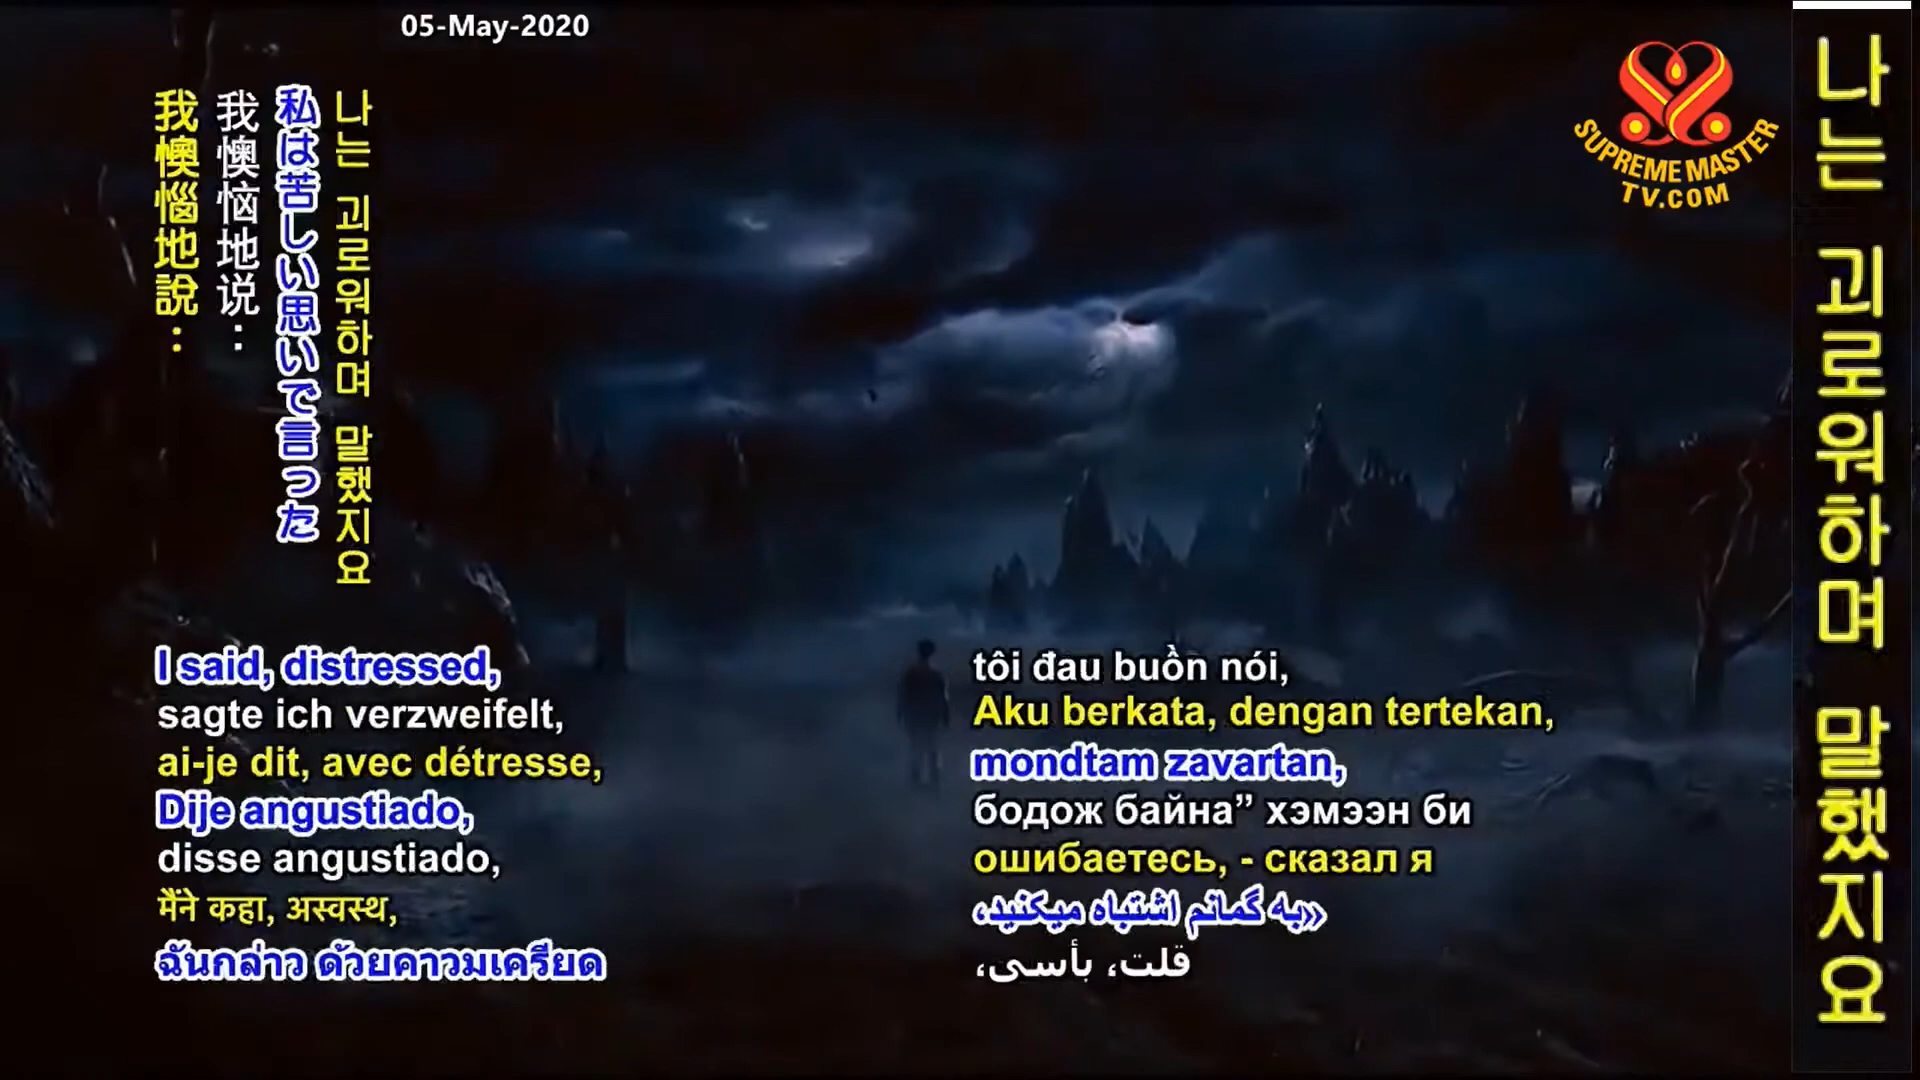 05-May-2020
SUPREME MASTER
TV.COM
나는 괴로워하며 말했지요
나는 괴로워하며 말했지요
私は苦しい思いで言った
我懊恼地说：
我懊惱地說：
I said, distressed,
sagte ich verzweifelt,
ai-je dit, avec détresse,
Dije angustiado,
disse angustiado,
मैंने कहा, अस्वस्थ,
ฉันกล่าว ด้วยคาวมเครียด
tôi đau buồn nói,
Aku berkata, dengan tertekan,
mondtam zavartan,
бодож байна” хэмээн би
ошибаетесь, - сказал я
«به گمانم اشتباه میکنید،
قلت، بأسى،